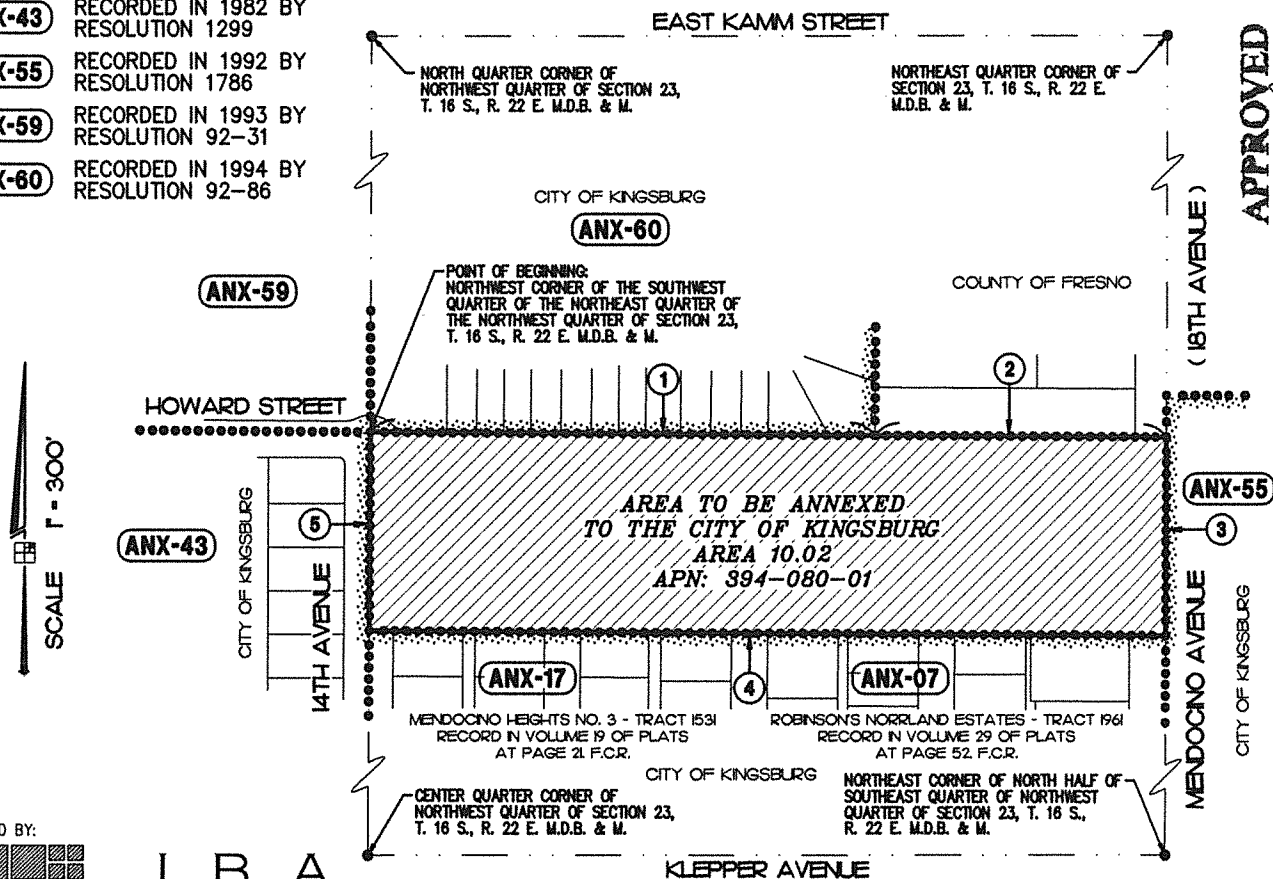 X-43
RECORDED IN 1982 BY
RESOLUTION 1299
X-55
RECORDED IN 1992 BY
RESOLUTION 1786
X-59
RECORDED IN 1993 BY
RESOLUTION 92-31
X-60
RECORDED IN 1994 BY
RESOLUTION 92-86
EAST KAMM STREET
NORTH QUARTER CORNER OF
NORTHWEST QUARTER OF SECTION 23,
T. 16 S., R. 22 E. M.D.B. & M.
NORTHEAST QUARTER CORNER OF
SECTION 23, T. 16 S., R. 22 E.
M.D.B. & M.
APPROVED
CITY OF KINGSBURG
ANX-60
ANX-59
POINT OF BEGINNING:
NORTHWEST CORNER OF THE SOUTHWEST
QUARTER OF THE NORTHEAST QUARTER OF
THE NORTHWEST QUARTER OF SECTION 23,
T. 16 S., R. 22 E. M.D.B. & M.
COUNTY OF FRESNO
( 18TH AVENUE )
HOWARD STREET
1
2
SCALE 1" = 300'
ANX-43
CITY OF KINGSBURG
5
14TH AVENUE
AREA TO BE ANNEXED
TO THE CITY OF KINGSBURG
AREA 10.02
APN: 394-080-01
ANX-55
3
MENDOCINO AVENUE
CITY OF KINGSBURG
ANX-17
4
ANX-07
MENDOCINO HEIGHTS NO. 3 - TRACT 1531
RECORD IN VOLUME 19 OF PLATS
AT PAGE 21 F.C.R.
ROBINSON'S NORRLAND ESTATES - TRACT 1961
RECORD IN VOLUME 29 OF PLATS
AT PAGE 52 F.C.R.
CITY OF KINGSBURG
CENTER QUARTER CORNER OF
NORTHWEST QUARTER OF SECTION 23,
T. 16 S., R. 22 E. M.D.B. & M.
NORTHEAST CORNER OF NORTH HALF OF
SOUTHEAST QUARTER OF NORTHWEST
QUARTER OF SECTION 23, T. 16 S.,
R. 22 E. M.D.B. & M.
D BY:
KLEPPER AVENUE